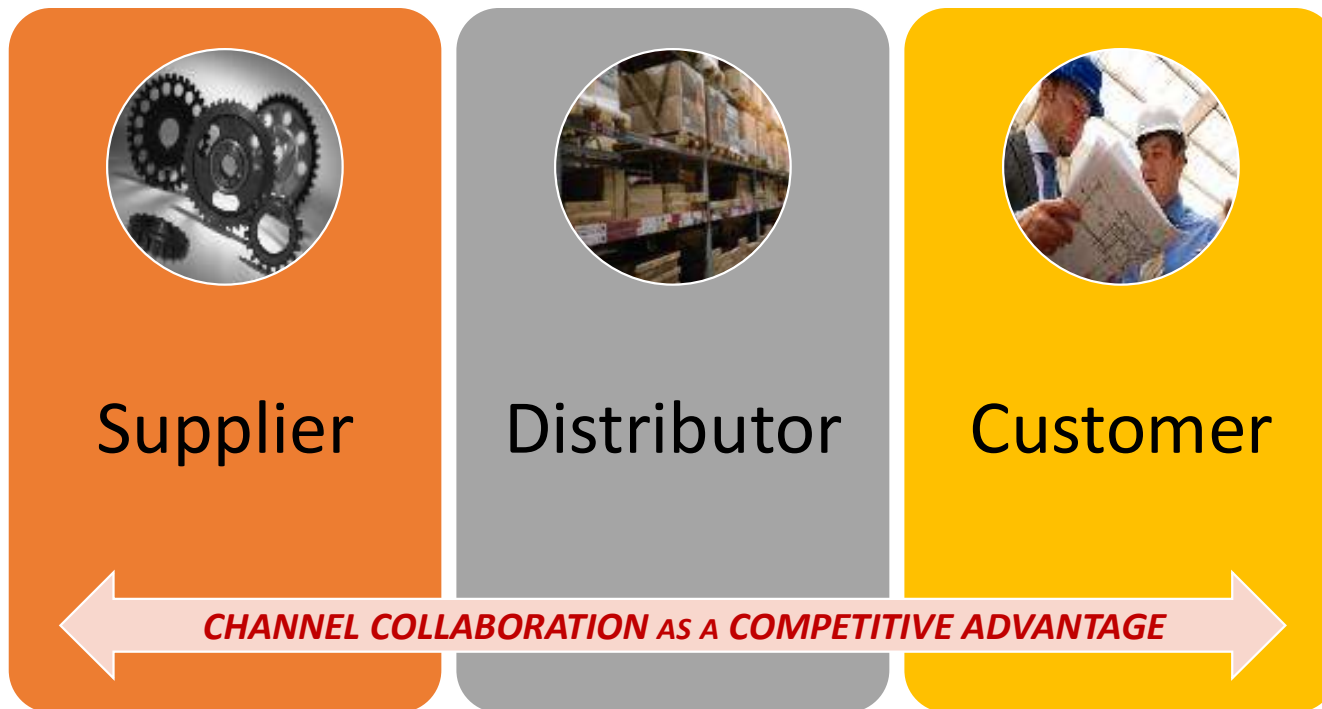 Supplier
Distributor
Customer
CHANNEL COLLABORATION AS A COMPETITIVE ADVANTAGE